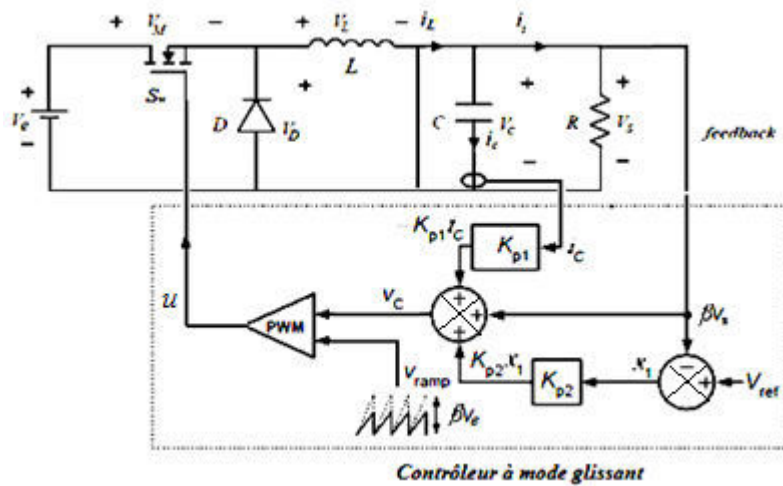 + V_M − + V_L − i_L i_s
L
S_w
+
V_e
−
D
+
V_D
C
+
V_c
i_c
−
R
+
V_s
−
feedback
K_p1 I_C
K_p1
I_C
U
PWM
V_C
+
+
+
βV_s
V_ramp
βV_e
K_p2.X_1
K_p2
X_1
−
+
V_ref
Contrôleur à mode glissant